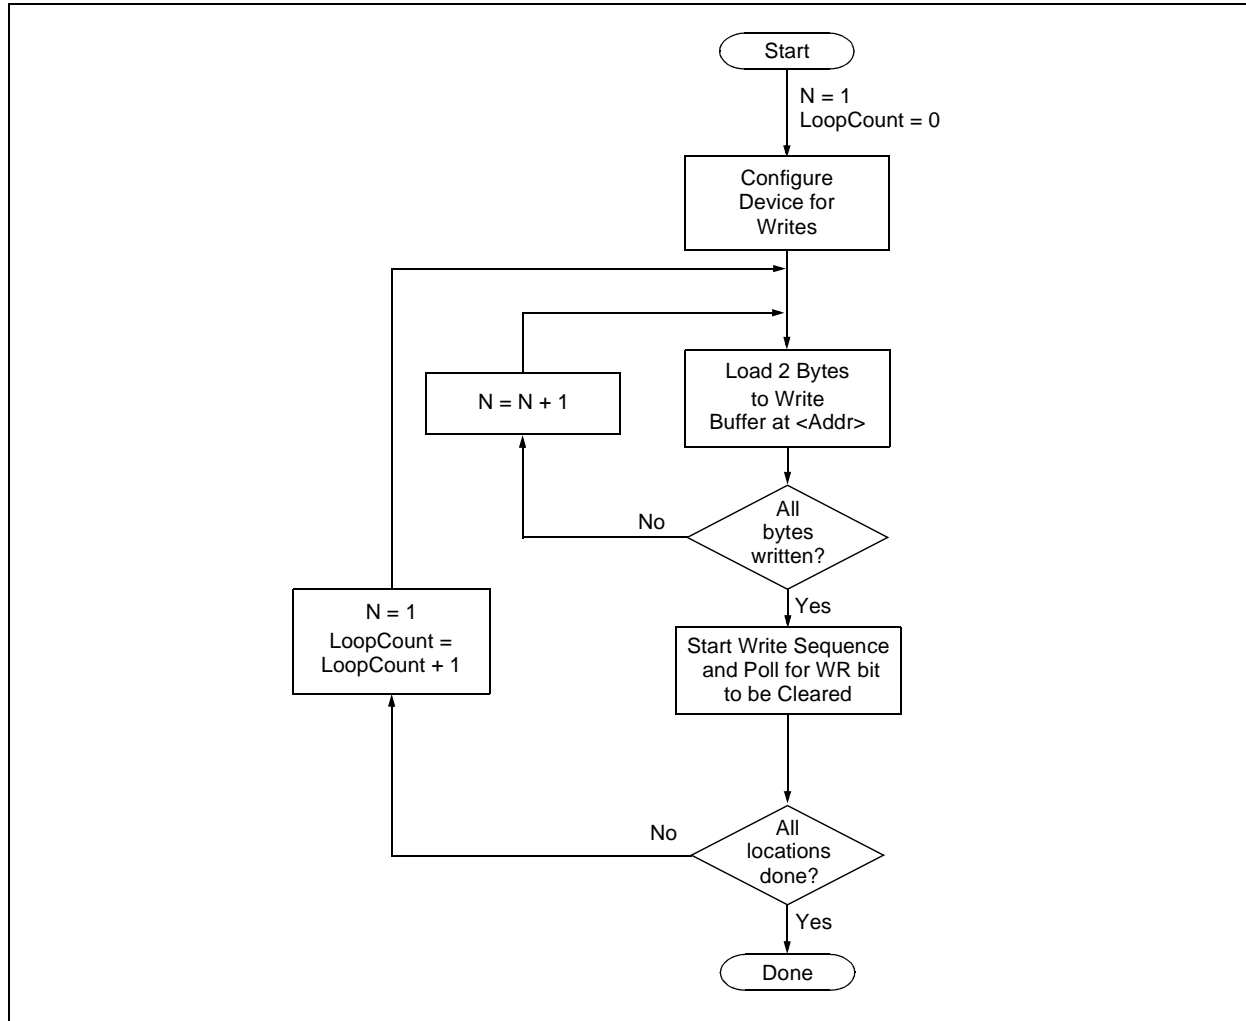 Start
N = 1
LoopCount = 0
Configure
Device for
Writes
Load 2 Bytes
to Write
Buffer at <Addr>
N = N + 1
All
bytes
written?
No
Yes
Start Write Sequence
and Poll for WR bit
to be Cleared
N = 1
LoopCount =
LoopCount + 1
All
locations
done?
No
Yes
Done